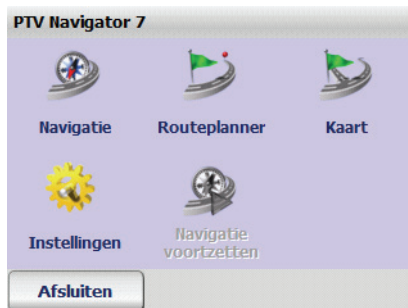 PTV Navigator 7
Navigatie
Routeplanner
Kaart
Instellingen
Navigatie
voortzetten
Afsluiten